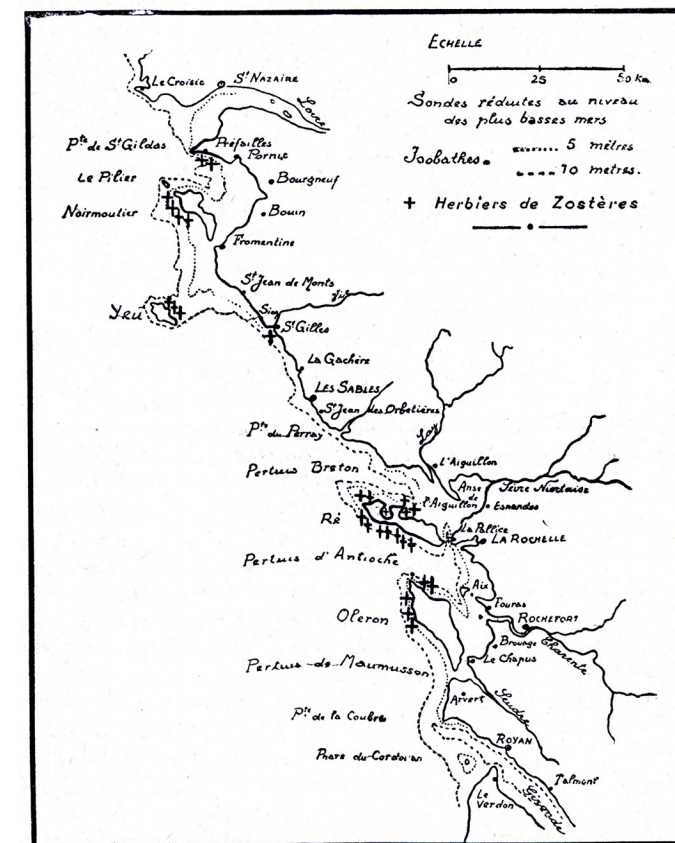 ECHELLE
0 25 50 Km.
Sondes réduites au niveau
des plus basses mers
Isobathes 5 mètres
10 metres.
+ Herbiers de Zostères
Le Croisic
St NAZAIRE
Loire
Pte de St Gildas
Préfailles
Pornic
Le Pilier
Bourgneuf
Noirmoutier
Bouin
Fromentine
St Jean de Monts
Yeu
Sion
St Gilles
La Gachère
LES SABLES
St Jean des Orbetières
Pte du Perray
Lay
Pertuis Breton
L'Aiguillon
Anse de l'Aiguillon
Sèvre Niortaise
Esnandes
Ré
La Pallice
LA ROCHELLE
Pertuis d'Antioche
Aix
Fouras
Oleron
ROCHEFORT
Brouage
Charente
Pertuis de Maumusson
Le Chapus
Arvert
Seudre
Pte de la Coubre
ROYAN
Phare du Cordouan
Talmont
Le Verdon
Gironde